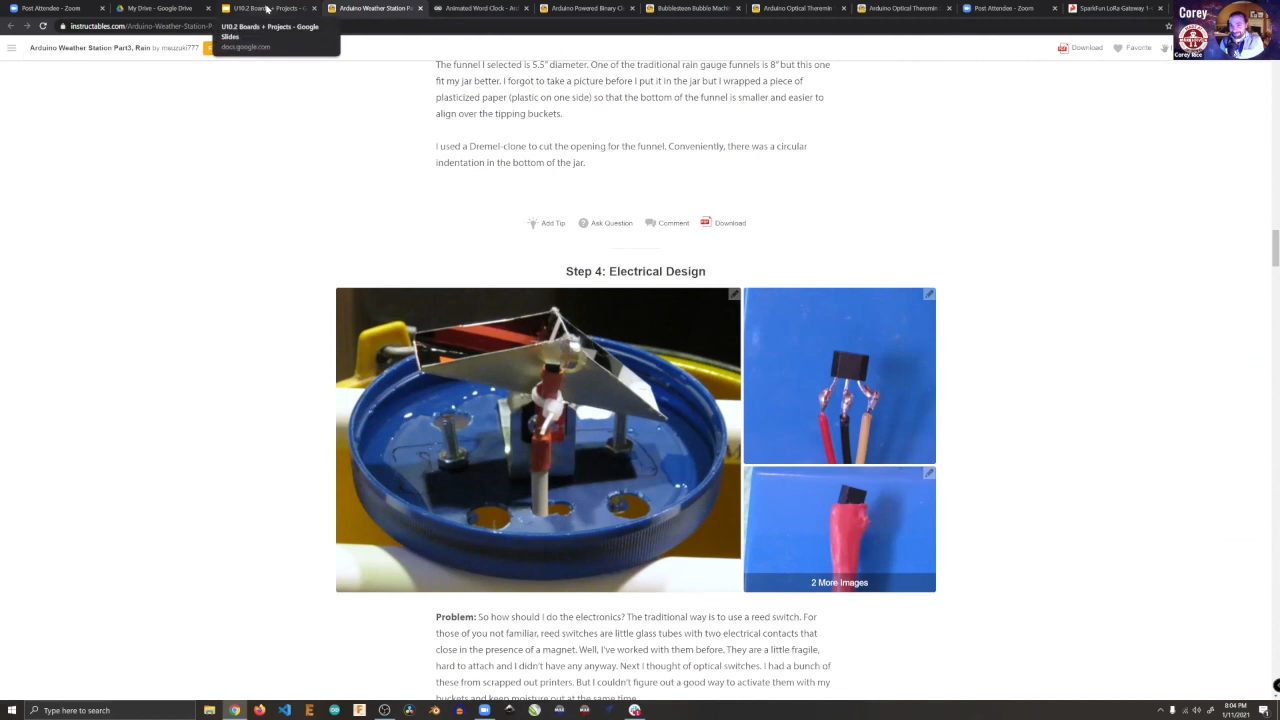 Post Attendee - Zoom
My Drive - Google Drive
U10.2 Boards + Projects - G
Arduino Weather Station Pa
Animated Word Clock - Ard
Arduino Powered Binary Cl
Bubblesteen Bubble Machi
Arduino Optical Theremin
Arduino Optical Theremin
Post Attendee - Zoom
SparkFun LoRa Gateway 1-
U10.2 Boards + Projects - Google
Slides
docs.google.com
instructables.com/Arduino-Weather-Station-P
Arduino Weather Station Part3, Rain by meuzuki777
Download
Favorite
Corey
Corey Rice
The funnel I selected is 5.5" diameter. One of the traditional rain gauge funnels is 8" but this one
fit my jar better. I forgot to take a picture before I put it in the jar but I wrapped a piece of
plasticized paper (plastic on one side) so that the bottom of the funnel is smaller and easier to
align over the tipping buckets.
I used a Dremel-clone to cut the opening for the funnel. Conveniently, there was a circular
indentation in the bottom of the jar.
Add Tip
Ask Question
Comment
Download
Step 4: Electrical Design
2 More Images
Problem: So how should I do the electronics? The traditional way is to use a reed switch. For
those of you not familiar, reed switches are little glass tubes with two electrical contacts that
close in the presence of a magnet. Well, I've worked with them before. They are a little fragile,
hard to attach and I didn't have any anyway. Next I thought of optical switches. I had a bunch of
these from scrapped out printers. But I couldn't figure out a good way to activate them with my
buckets and keep moisture out at the same time.
Type here to search
8:04 PM
1/11/2021